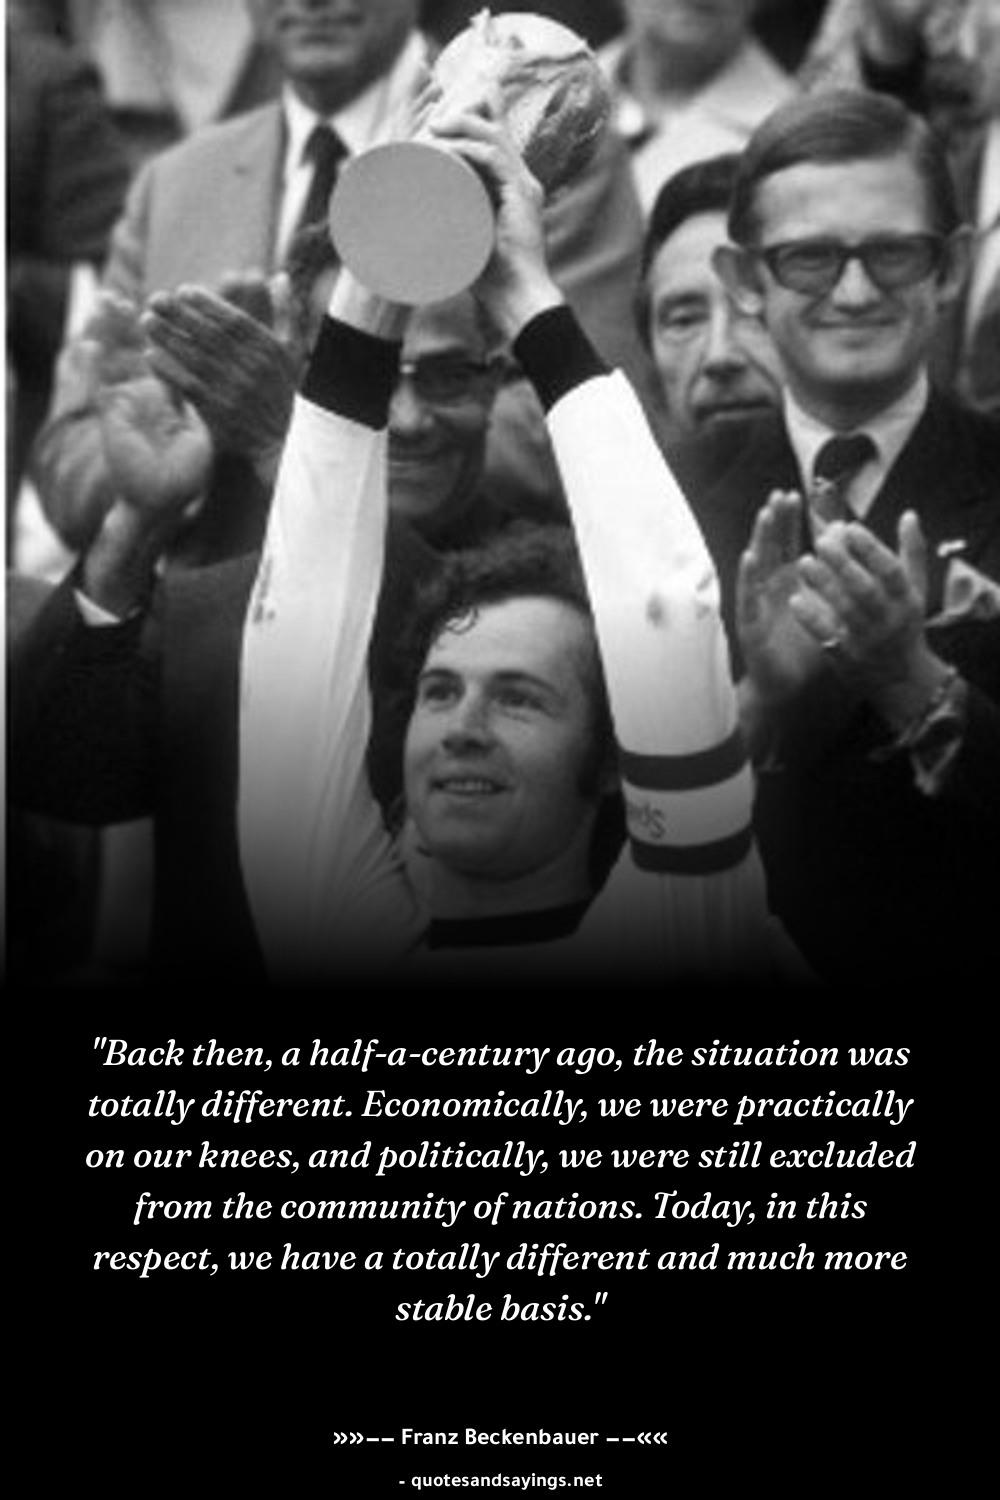 "Back then, a half-a-century ago, the situation was
totally different. Economically, we were practically
on our knees, and politically, we were still excluded
from the community of nations. Today, in this
respect, we have a totally different and much more
stable basis."
»»–– Franz Beckenbauer ––««
- quotesandsayings.net